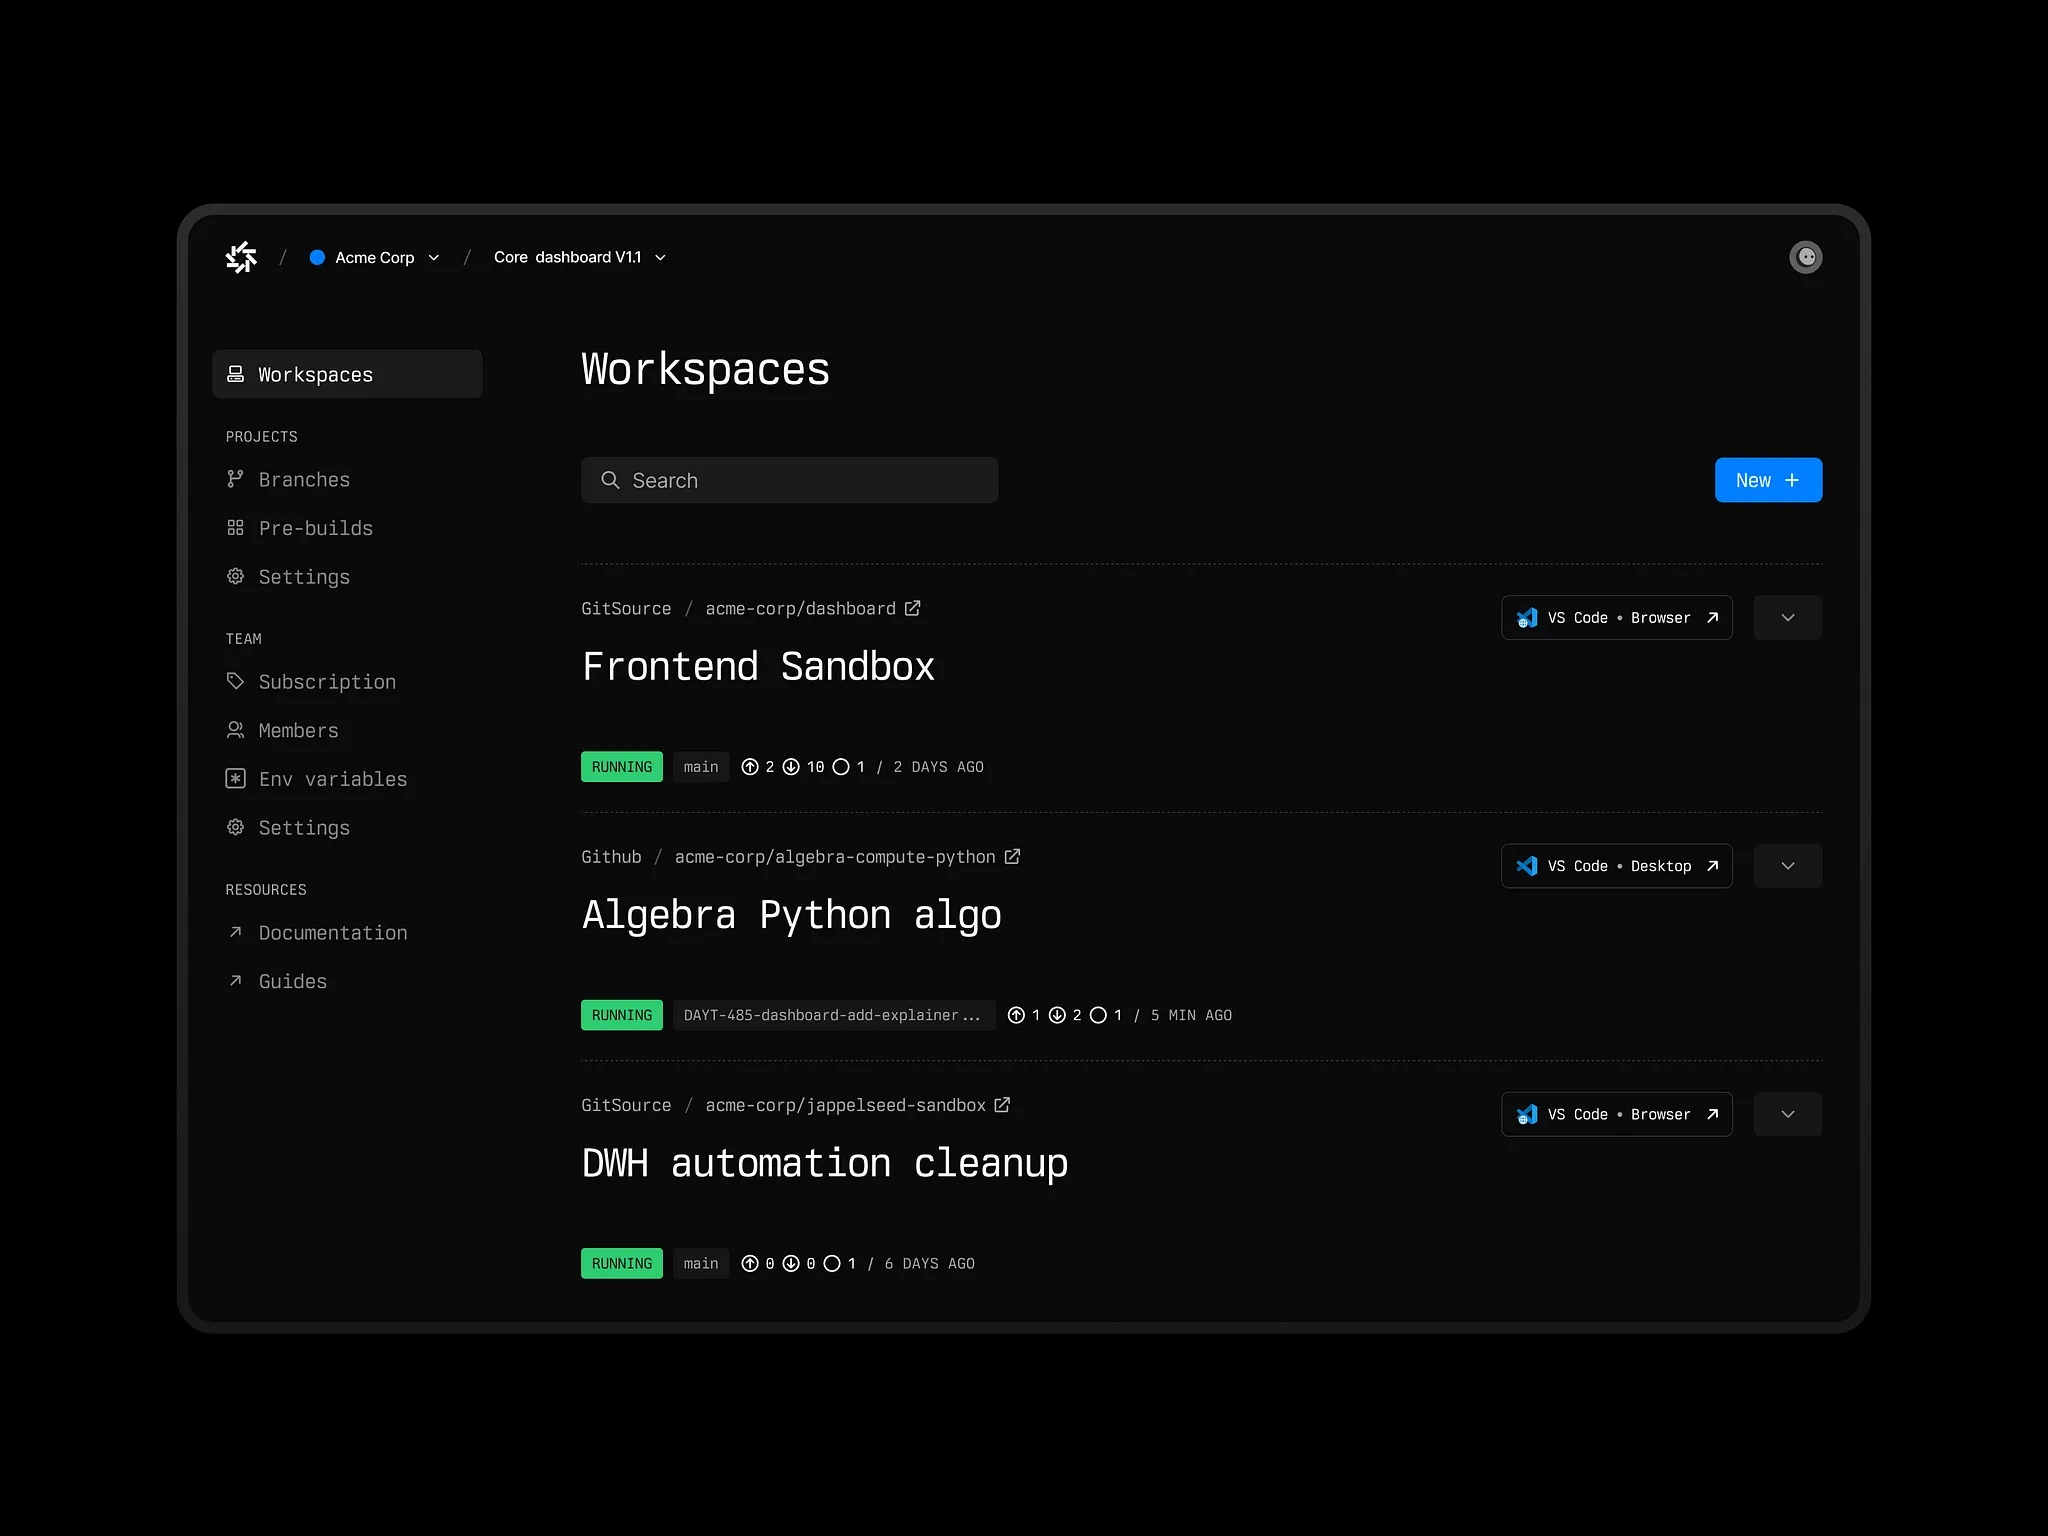 / Acme Corp / Core dashboard V1.1
Workspaces
PROJECTS
Branches
Pre-builds
Settings
TEAM
Subscription
Members
Env variables
Settings
RESOURCES
Documentation
Guides
Workspaces
Search
New +
GitSource / acme-corp/dashboard
VS Code • Browser
Frontend Sandbox
RUNNING main 2 10 1 / 2 DAYS AGO
Github / acme-corp/algebra-compute-python
VS Code • Desktop
Algebra Python algo
RUNNING DAYT-485-dashboard-add-explainer... 1 2 1 / 5 MIN AGO
GitSource / acme-corp/jappelseed-sandbox
VS Code • Browser
DWH automation cleanup
RUNNING main 0 0 1 / 6 DAYS AGO